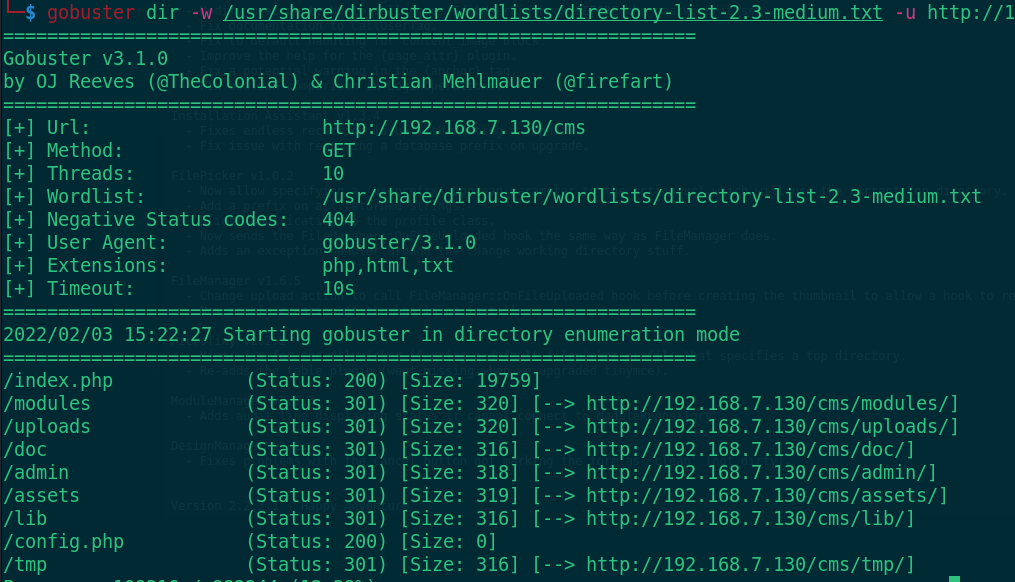 └─$ gobuster dir -w /usr/share/dirbuster/wordlists/directory-list-2.3-medium.txt -u http://1
===============================================================
Gobuster v3.1.0
by OJ Reeves (@TheColonial) & Christian Mehlmauer (@firefart)
===============================================================
[+] Url: http://192.168.7.130/cms
[+] Method: GET
[+] Threads: 10
[+] Wordlist: /usr/share/dirbuster/wordlists/directory-list-2.3-medium.txt
[+] Negative Status codes: 404
[+] User Agent: gobuster/3.1.0
[+] Extensions: php,html,txt
[+] Timeout: 10s
===============================================================
2022/02/03 15:22:27 Starting gobuster in directory enumeration mode
===============================================================
/index.php (Status: 200) [Size: 19759]
/modules (Status: 301) [Size: 320] [--> http://192.168.7.130/cms/modules/]
/uploads (Status: 301) [Size: 320] [--> http://192.168.7.130/cms/uploads/]
/doc (Status: 301) [Size: 316] [--> http://192.168.7.130/cms/doc/]
/admin (Status: 301) [Size: 318] [--> http://192.168.7.130/cms/admin/]
/assets (Status: 301) [Size: 319] [--> http://192.168.7.130/cms/assets/]
/lib (Status: 301) [Size: 316] [--> http://192.168.7.130/cms/lib/]
/config.php (Status: 200) [Size: 0]
/tmp (Status: 301) [Size: 316] [--> http://192.168.7.130/cms/tmp/]